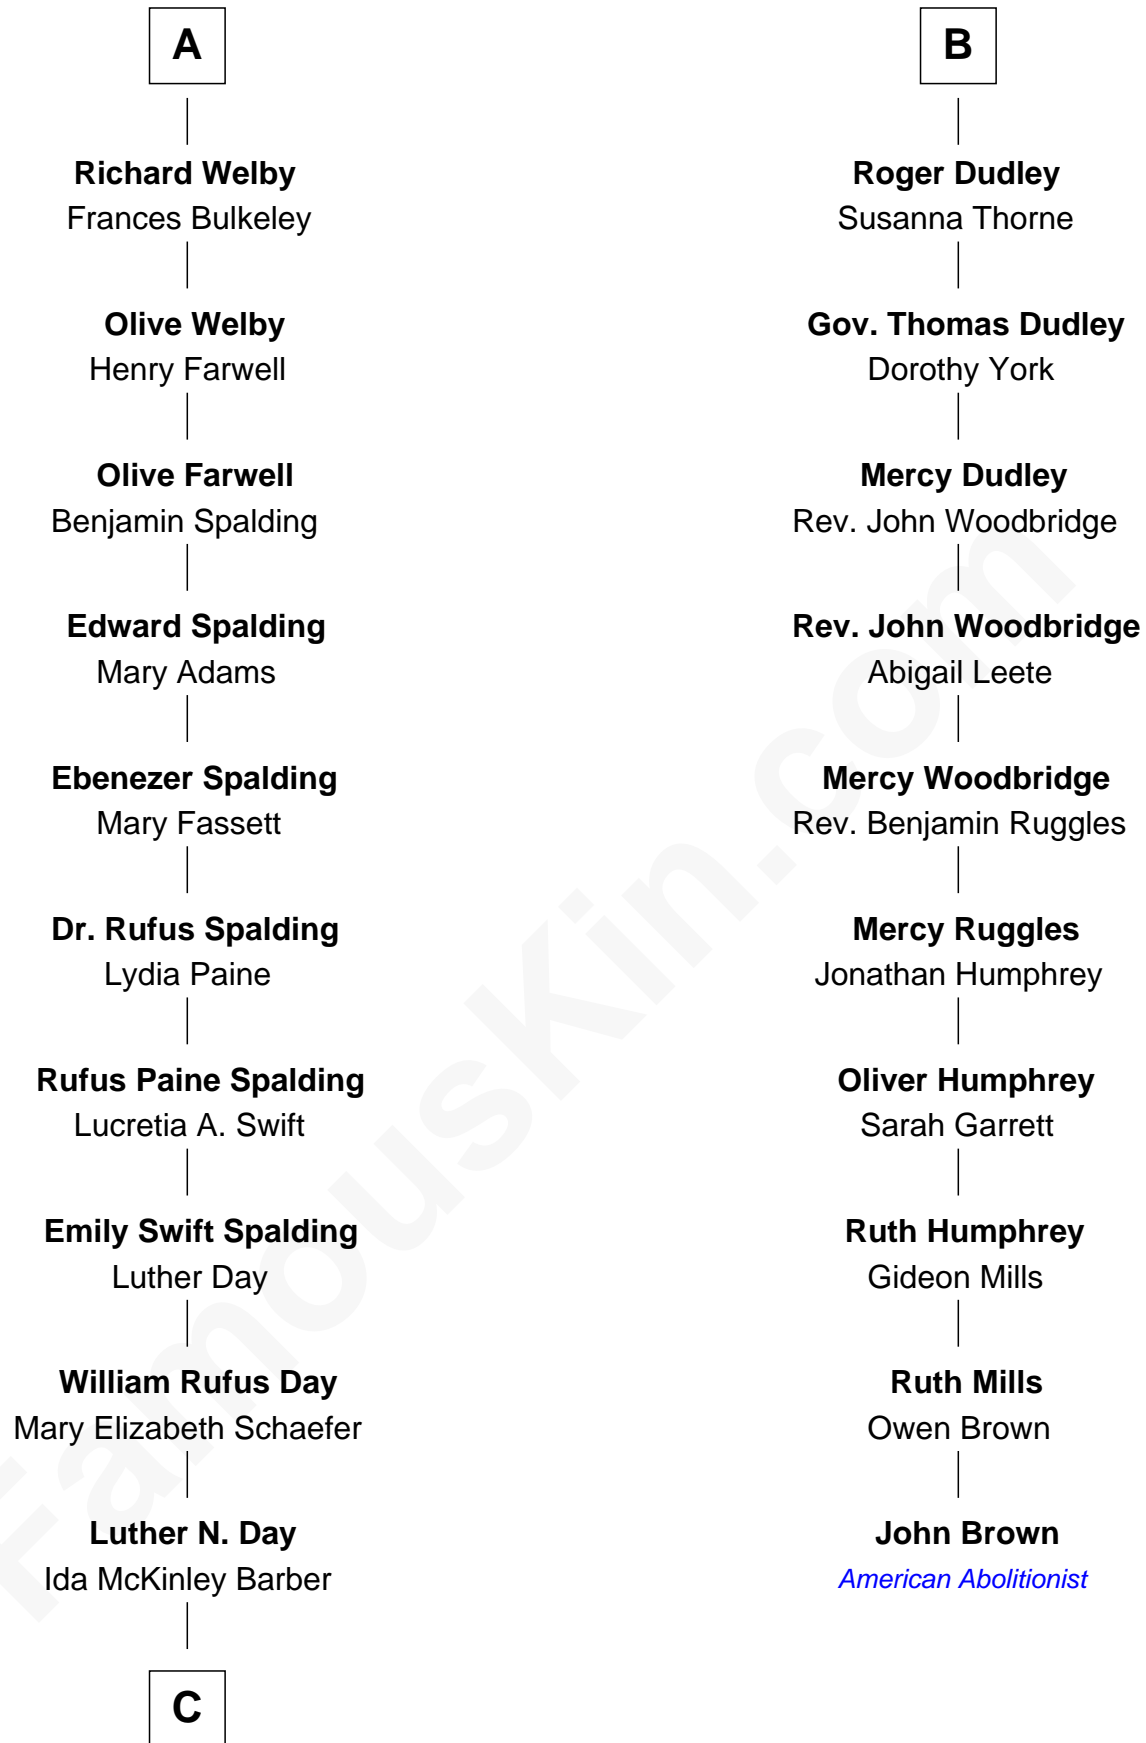 A
Richard Welby
Frances Bulkeley
Olive Welby
Henry Farwell
Olive Farwell
Benjamin Spalding
Edward Spalding
Mary Adams
Ebenezer Spalding
Mary Fassett
Dr. Rufus Spalding
Lydia Paine
Rufus Paine Spalding
Lucretia A. Swift
Emily Swift Spalding
Luther Day
William Rufus Day
Mary Elizabeth Schaefer
Luther N. Day
Ida McKinley Barber
C
B
Roger Dudley
Susanna Thorne
Gov. Thomas Dudley
Dorothy York
Mercy Dudley
Rev. John Woodbridge
Rev. John Woodbridge
Abigail Leete
Mercy Woodbridge
Rev. Benjamin Ruggles
Mercy Ruggles
Jonathan Humphrey
Oliver Humphrey
Sarah Garrett
Ruth Humphrey
Gideon Mills
Ruth Mills
Owen Brown
John Brown
American Abolitionist
FamousKin.com